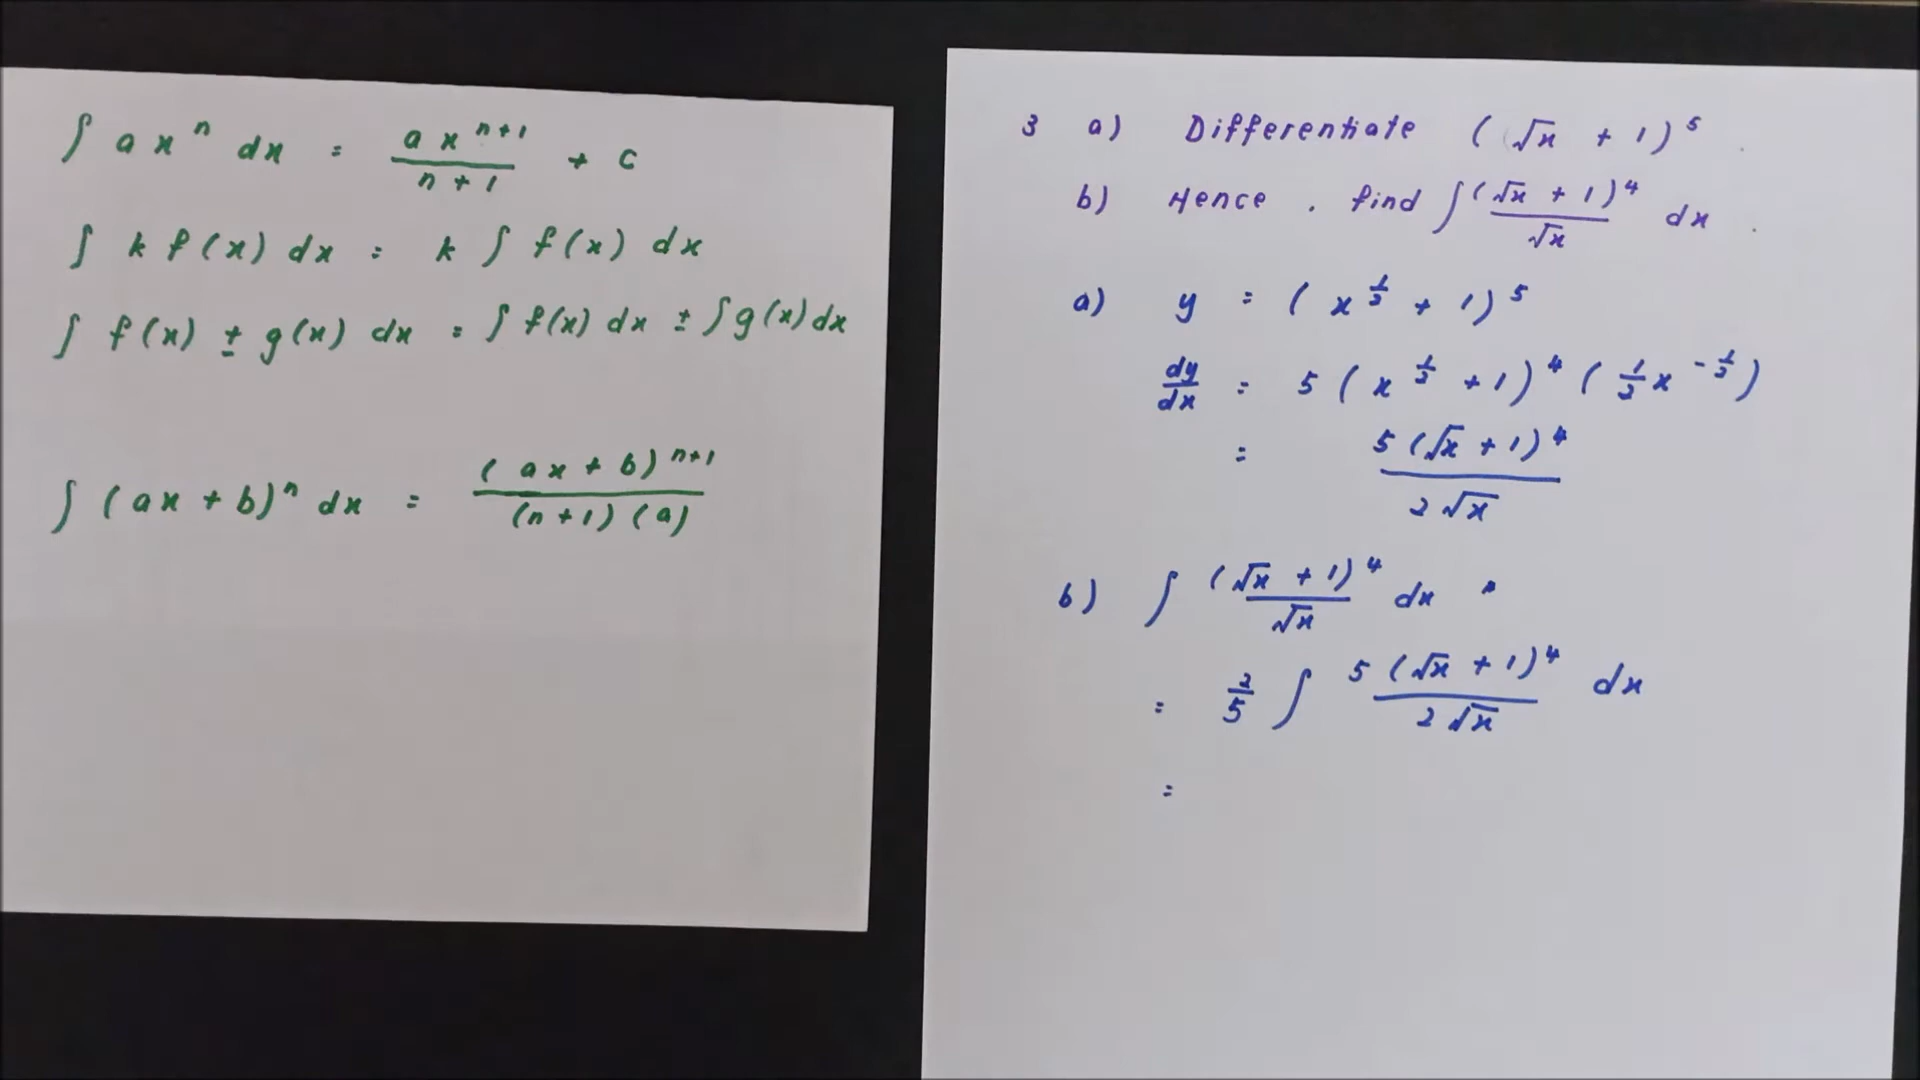 ∫ a xⁿ dx = a xⁿ⁺¹ / n + 1 + C
∫ k f(x) dx = k ∫ f(x) dx
∫ f(x) ± g(x) dx = ∫ f(x) dx ± ∫ g(x) dx
∫ (ax + b)ⁿ dx = (ax + b)ⁿ⁺¹ / (n + 1) (a)
3 a) Differentiate (√x + 1)⁵ .
b) Hence , find ∫ (√x + 1)⁴ / √x dx .
a) y = (x^½ + 1)⁵
dy/dx = 5 (x^½ + 1)⁴ (½ x^-½)
= 5 (√x + 1)⁴ / 2√x
b) ∫ (√x + 1)⁴ / √x dx
= 2/5 ∫ 5 (√x + 1)⁴ / 2√x dx
=